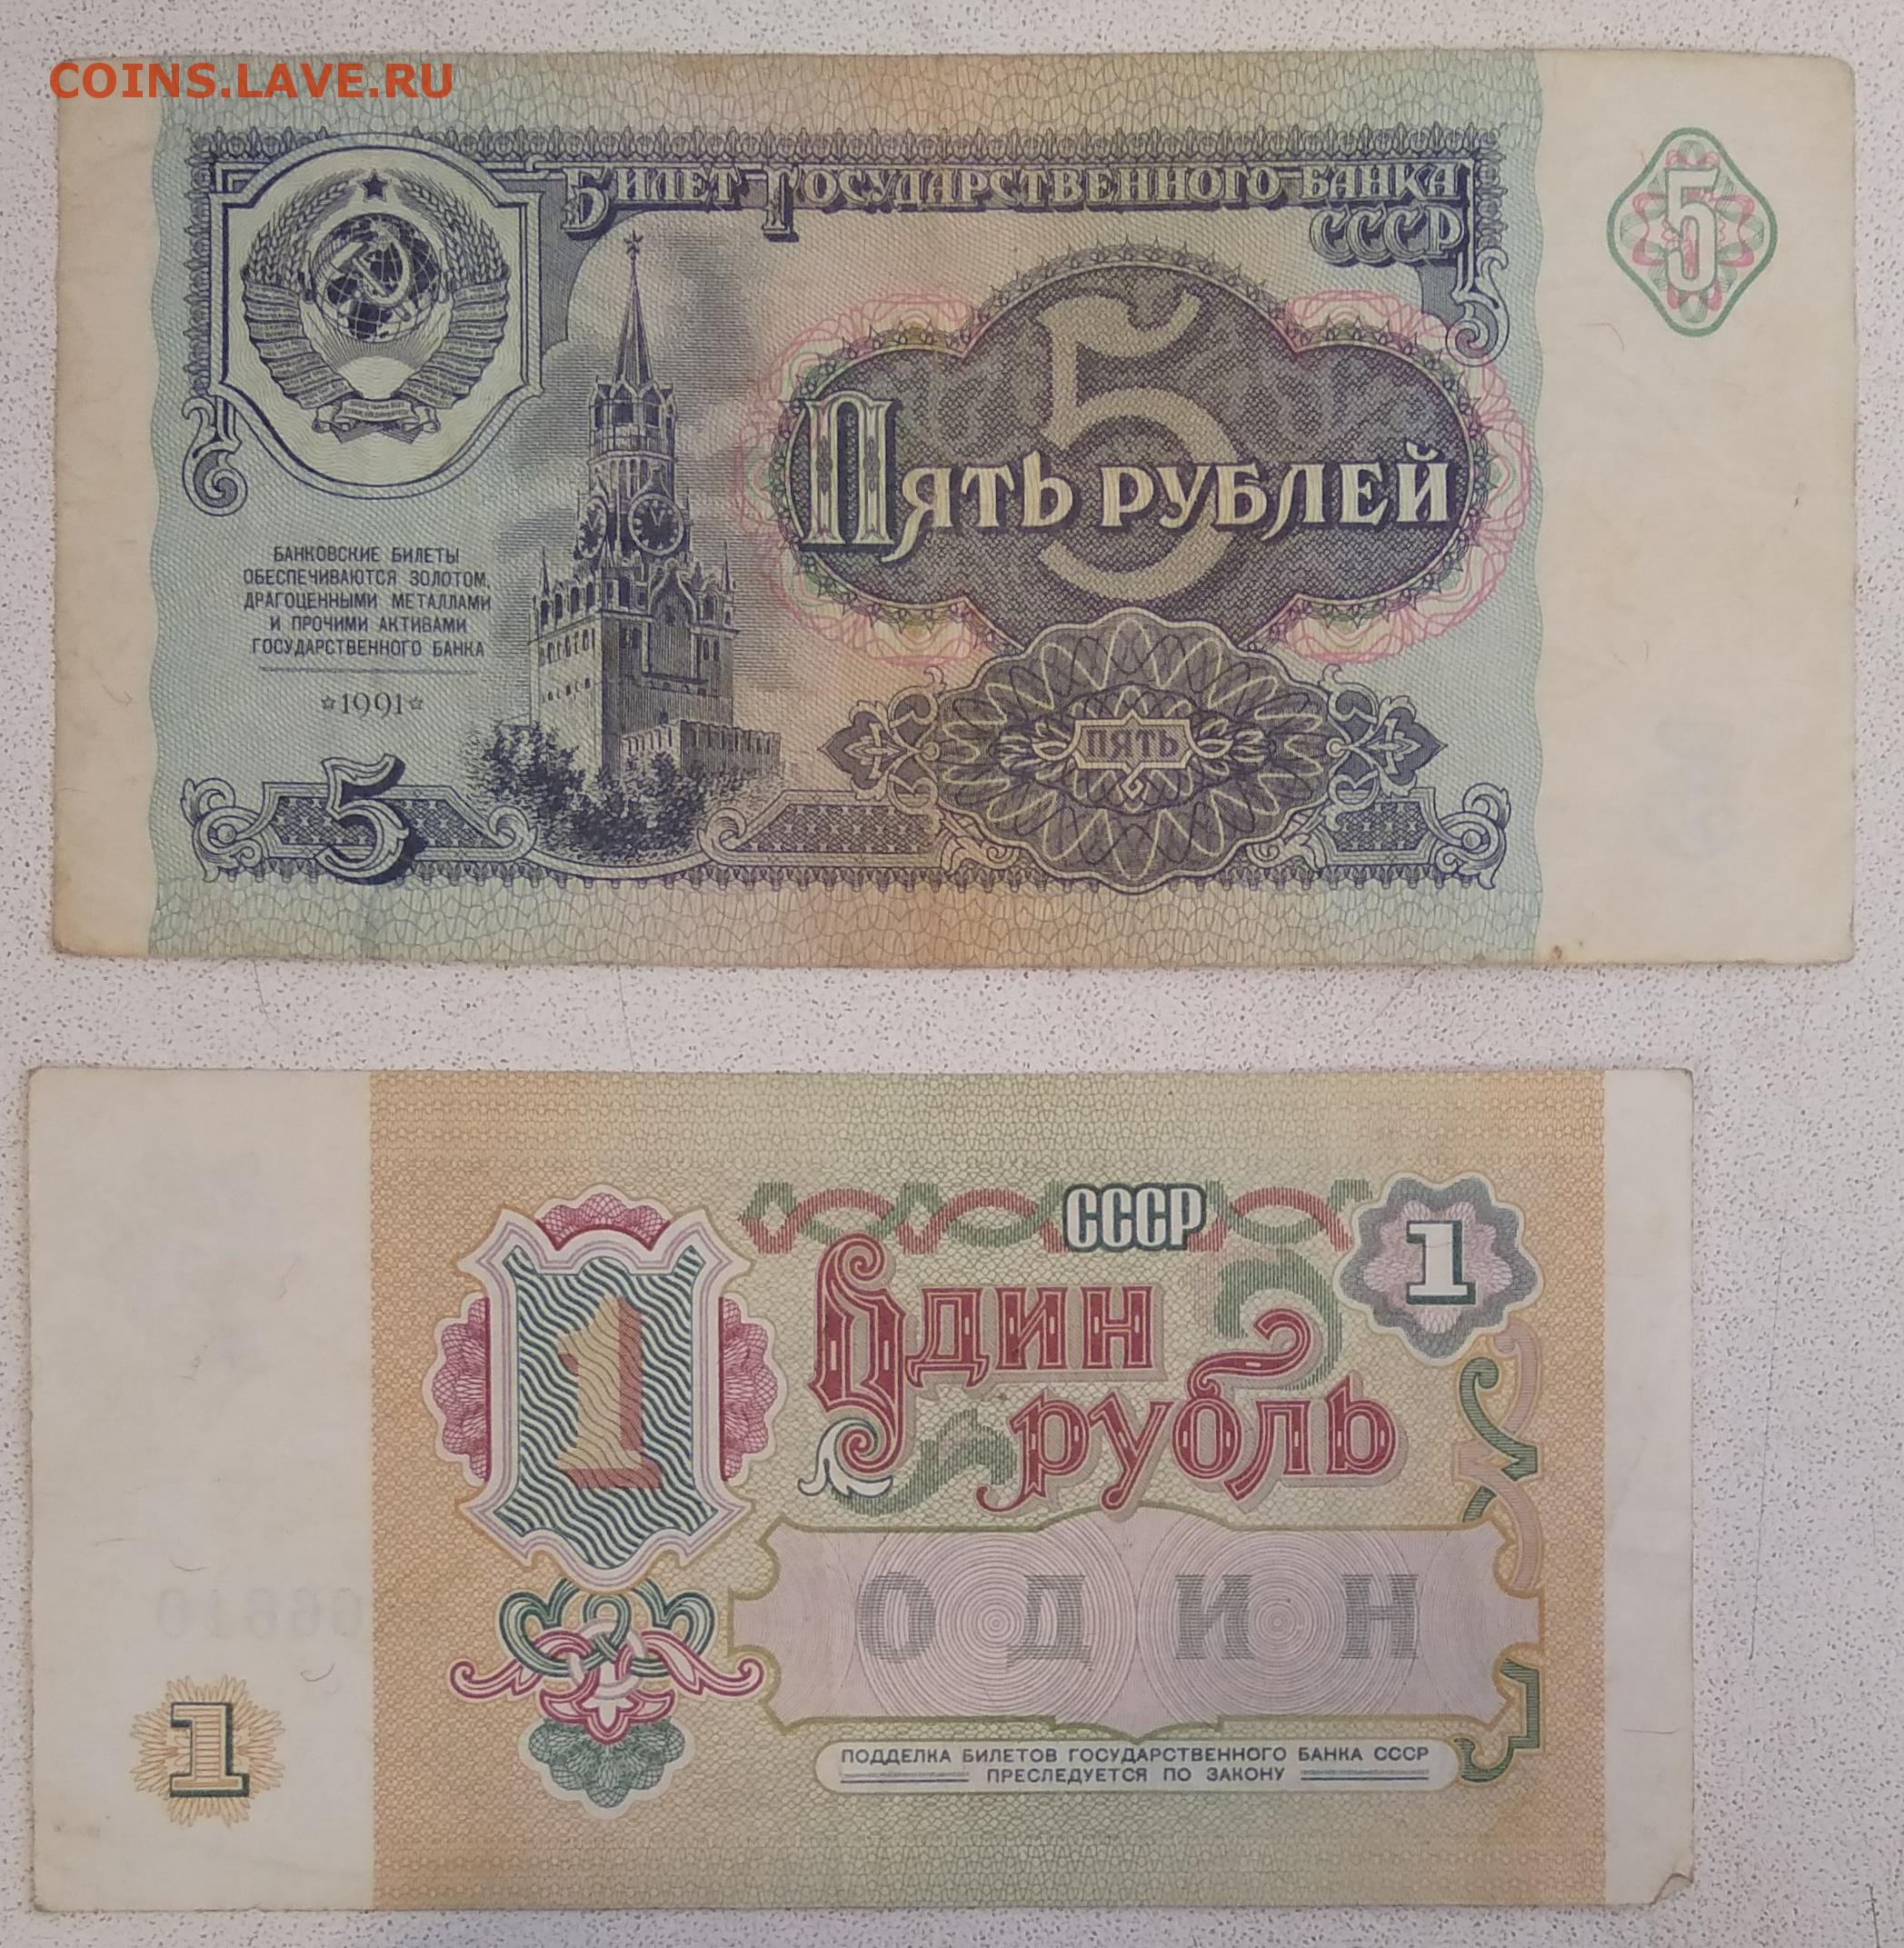 COINS.LAVE.RU
Билет Государственного банка
СССР
5
5
Пять рублей
БАНКОВСКИЕ БИЛЕТЫ
ОБЕСПЕЧИВАЮТСЯ ЗОЛОТОМ,
ДРАГОЦЕННЫМИ МЕТАЛЛАМИ
И ПРОЧИМИ АКТИВАМИ
ГОСУДАРСТВЕННОГО БАНКА
☆1991☆
ПЯТЬ
5
СССР
1
1
Один
рубль
ОДИН
1
ПОДДЕЛКА БИЛЕТОВ ГОСУДАРСТВЕННОГО БАНКА СССР
ПРЕСЛЕДУЕТСЯ ПО ЗАКОНУ